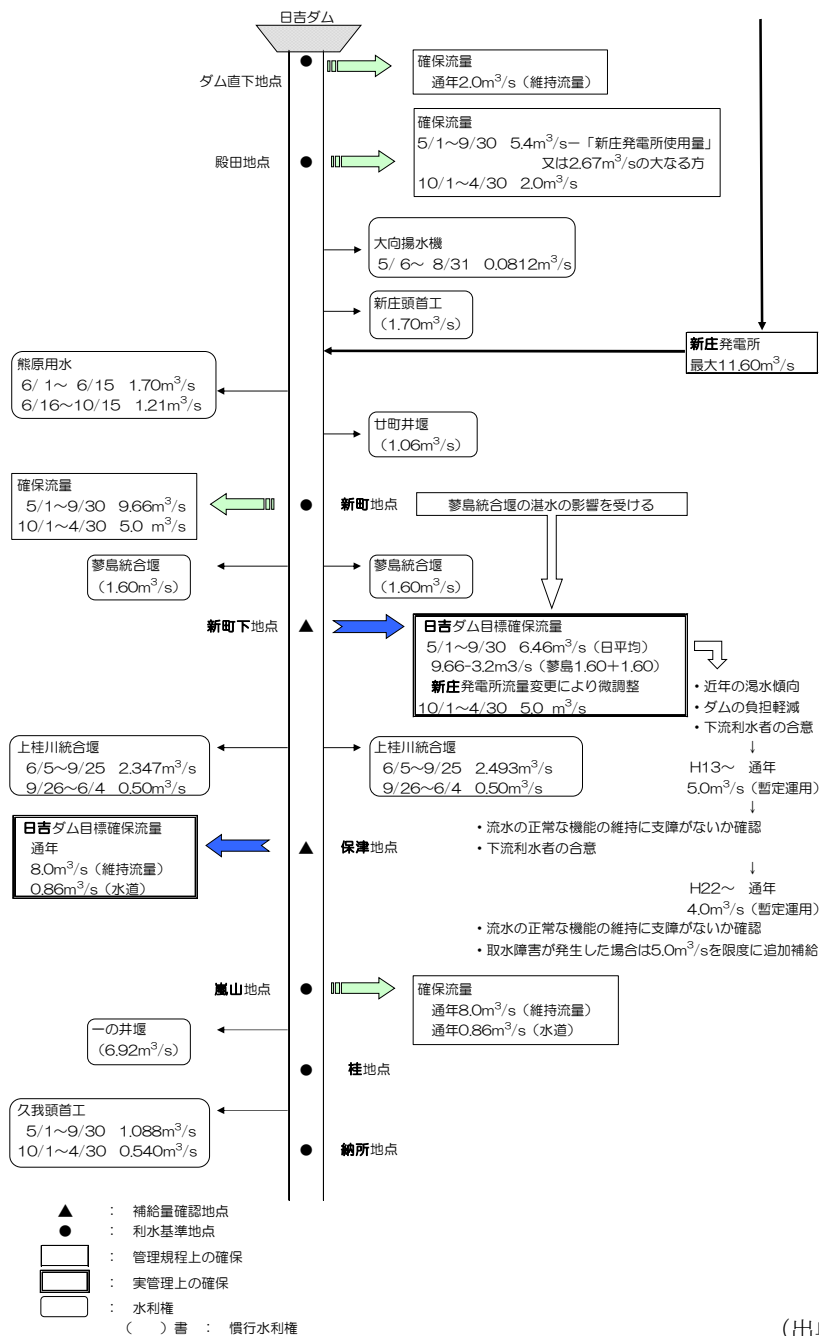 日吉ダム
ダム直下地点
確保流量
通年2.0m³/s（維持流量）
殿田地点
確保流量
5/1～9/30 5.4m³/s－「新庄発電所使用量」
又は2.67m³/sの大なる方
10/1～4/30 2.0m³/s
大向揚水機
5/ 6～ 8/31 0.0812m³/s
新庄頭首工
（1.70m³/s）
新庄発電所
最大11.60m³/s
熊原用水
6/ 1～ 6/15 1.70m³/s
6/16～10/15 1.21m³/s
廿町井堰
（1.06m³/s）
確保流量
5/1～9/30 9.66m³/s
10/1～4/30 5.0 m³/s
新町地点
蓼島統合堰の湛水の影響を受ける
蓼島統合堰
（1.60m³/s）
蓼島統合堰
（1.60m³/s）
新町下地点
日吉ダム目標確保流量
5/1～9/30 6.46m³/s（日平均）
9.66-3.2m3/s（蓼島1.60＋1.60）
新庄発電所流量変更により微調整
10/1～4/30 5.0 m³/s
・近年の渇水傾向
・ダムの負担軽減
・下流利水者の合意
↓
H13～ 通年
5.0m³/s（暫定運用）
↓
・流水の正常な機能の維持に支障がないか確認
・下流利水者の合意
↓
H22～ 通年
4.0m³/s（暫定運用）
・流水の正常な機能の維持に支障がないか確認
・取水障害が発生した場合は5.0m³/sを限度に追加補給
上桂川統合堰
6/5～9/25 2.347m³/s
9/26～6/4 0.50m³/s
上桂川統合堰
6/5～9/25 2.493m³/s
9/26～6/4 0.50m³/s
日吉ダム目標確保流量
通年
8.0m³/s（維持流量）
0.86m³/s（水道）
保津地点
嵐山地点
確保流量
通年8.0m³/s（維持流量）
通年0.86m³/s（水道）
一の井堰
（6.92m³/s）
桂地点
久我頭首工
5/1～9/30 1.088m³/s
10/1～4/30 0.540m³/s
納所地点
▲ ： 補給量確認地点
● ： 利水基準地点
： 管理規程上の確保
： 実管理上の確保
： 水利権
（ ）書 ： 慣行水利権